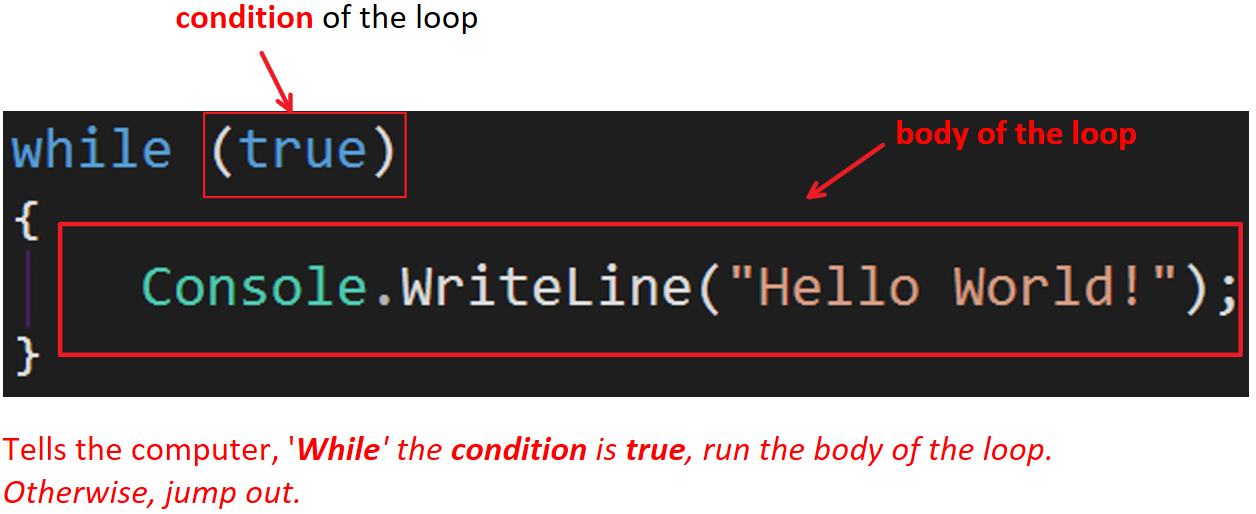 condition of the loop
while (true)
body of the loop
{
Console.WriteLine("Hello World!");
}
Tells the computer, 'While' the condition is true, run the body of the loop.
Otherwise, jump out.